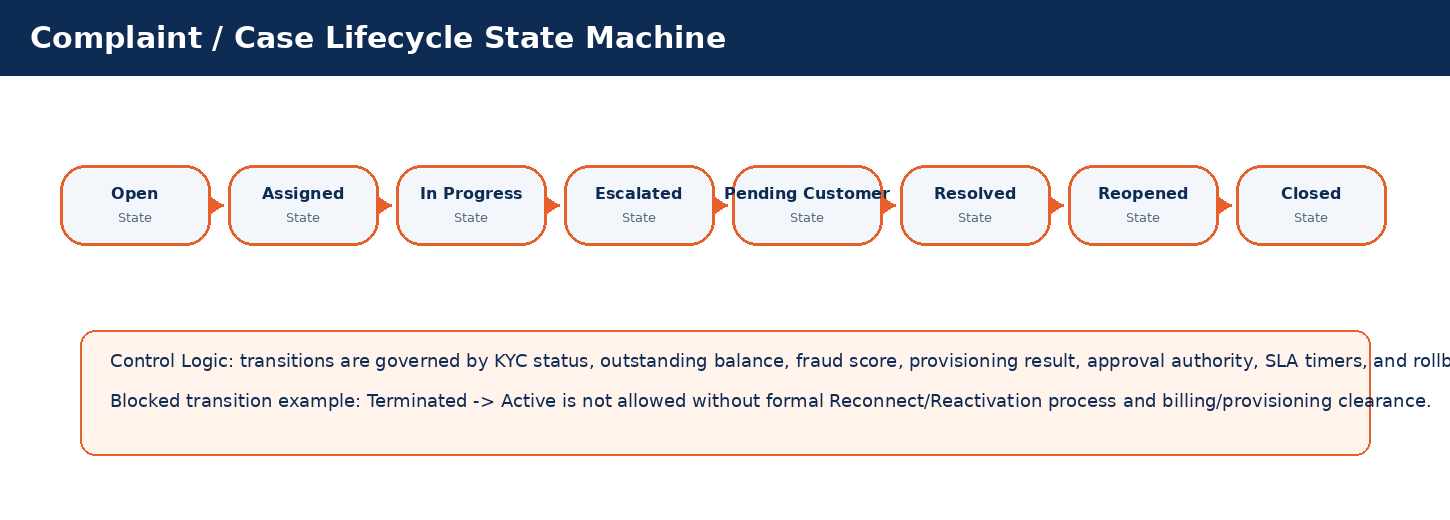 Complaint / Case Lifecycle State Machine
Open
State
Assigned
State
In Progress
State
Escalated
State
Pending Customer
State
Resolved
State
Reopened
State
Closed
State
Control Logic: transitions are governed by KYC status, outstanding balance, fraud score, provisioning result, approval authority, SLA timers, and
Blocked transition example: Terminated -> Active is not allowed without formal Reconnect/Reactivation process and billing/provisioning clearance.